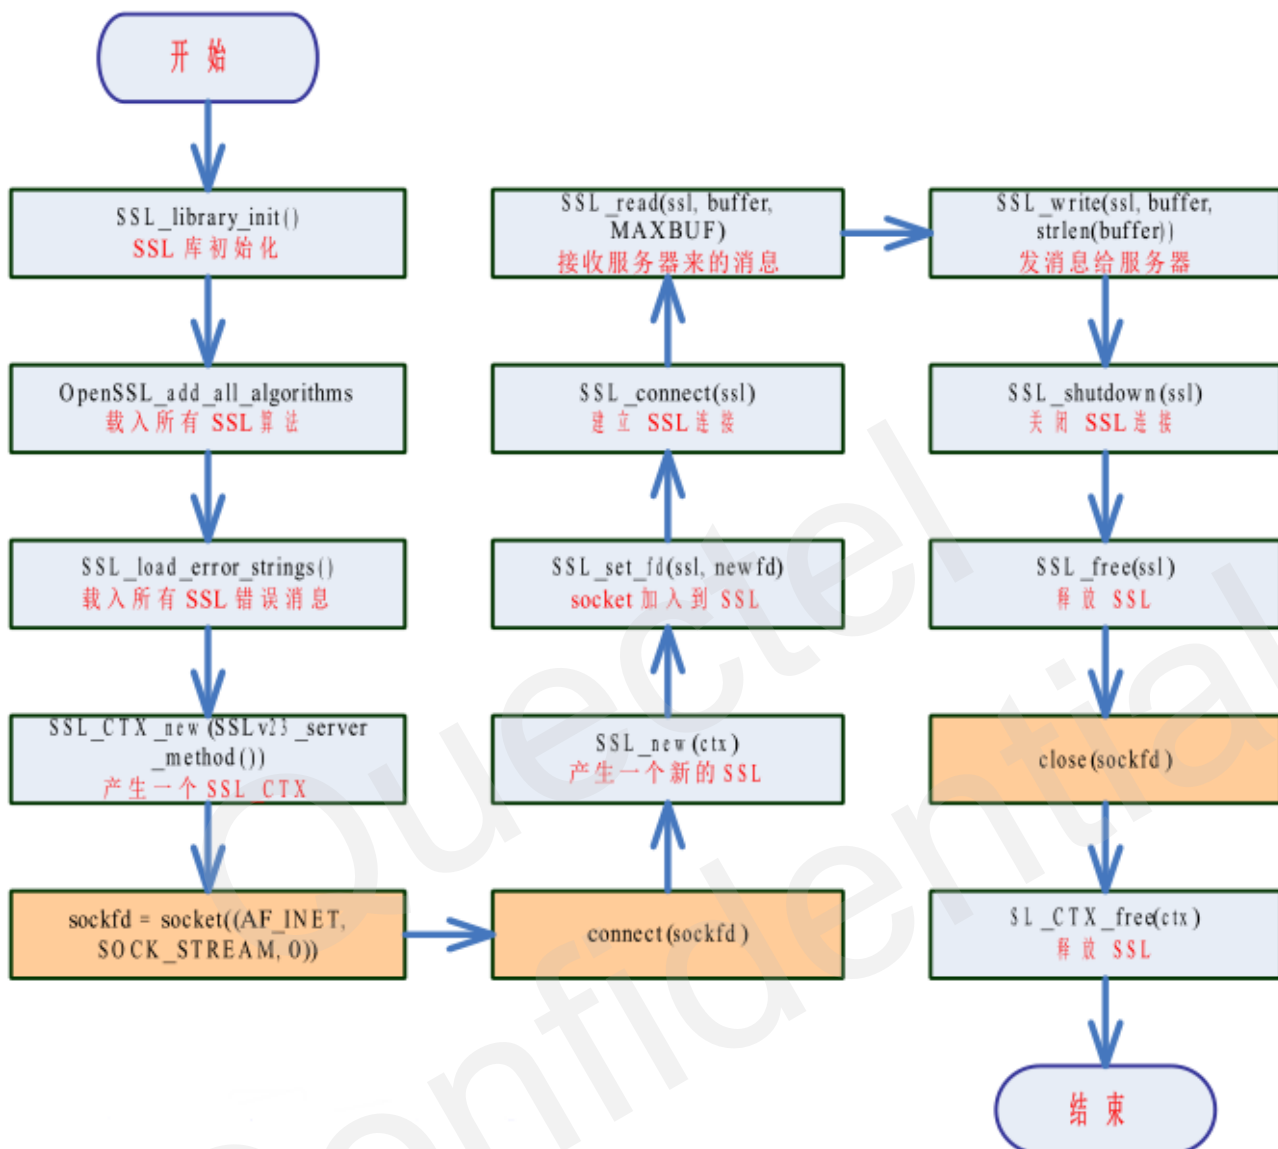 开 始
SSL_library_init()
SSL 库初始化
OpenSSL_add_all_algorithms
载入所有 SSL 算法
SSL_load_error_strings()
载入所有 SSL 错误消息
SSL_CTX_new(SSLv23_server
_method())
产生一个 SSL_CTX
sockfd = socket((AF_INET,
SOCK_STREAM, 0))
connect(sockfd)
SSL_new(ctx)
产生一个新的 SSL
SSL_set_fd(ssl, newfd)
socket 加入到 SSL
SSL_connect(ssl)
建 立 SSL 连 接
SSL_read(ssl, buffer,
MAXBUF)
接收服务器来的消息
SSL_write(ssl, buffer,
strlen(buffer))
发消息给服务器
SSL_shutdown(ssl)
关 闭 SSL 连 接
SSL_free(ssl)
释 放 SSL
close(sockfd)
SL_CTX_free(ctx)
释 放 SSL
结 束
Quectel
Confidential